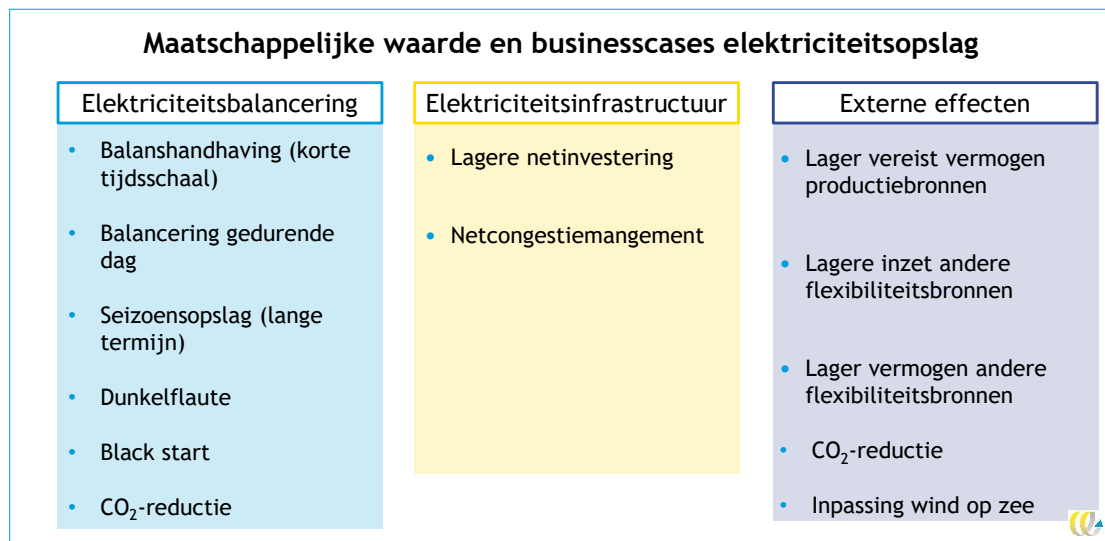 Maatschappelijke waarde en businesscases elektriciteitsopslag
Elektriciteitsbalancering
• Balanshandhaving (korte
tijdsschaal)
• Balancering gedurende
dag
• Seizoensopslag (lange
termijn)
• Dunkelflaute
• Black start
• CO₂-reductie
Elektriciteitsinfrastructuur
• Lagere netinvestering
• Netcongestiemangement
Externe effecten
• Lager vereist vermogen
productiebronnen
• Lagere inzet andere
flexibiliteitsbronnen
• Lager vermogen andere
flexibiliteitsbronnen
• CO₂-reductie
• Inpassing wind op zee